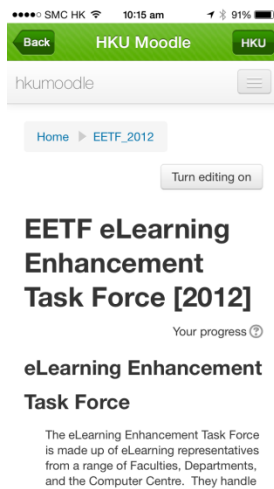 SMC HK 10:15 am 91%
Back HKU Moodle HKU
hkumoodle
Home EETF_2012
Turn editing on
EETF eLearning
Enhancement
Task Force [2012]
Your progress ?
eLearning Enhancement
Task Force
The eLearning Enhancement Task Force
is made up of eLearning representatives
from a range of Faculties, Departments,
and the Computer Centre. They handle